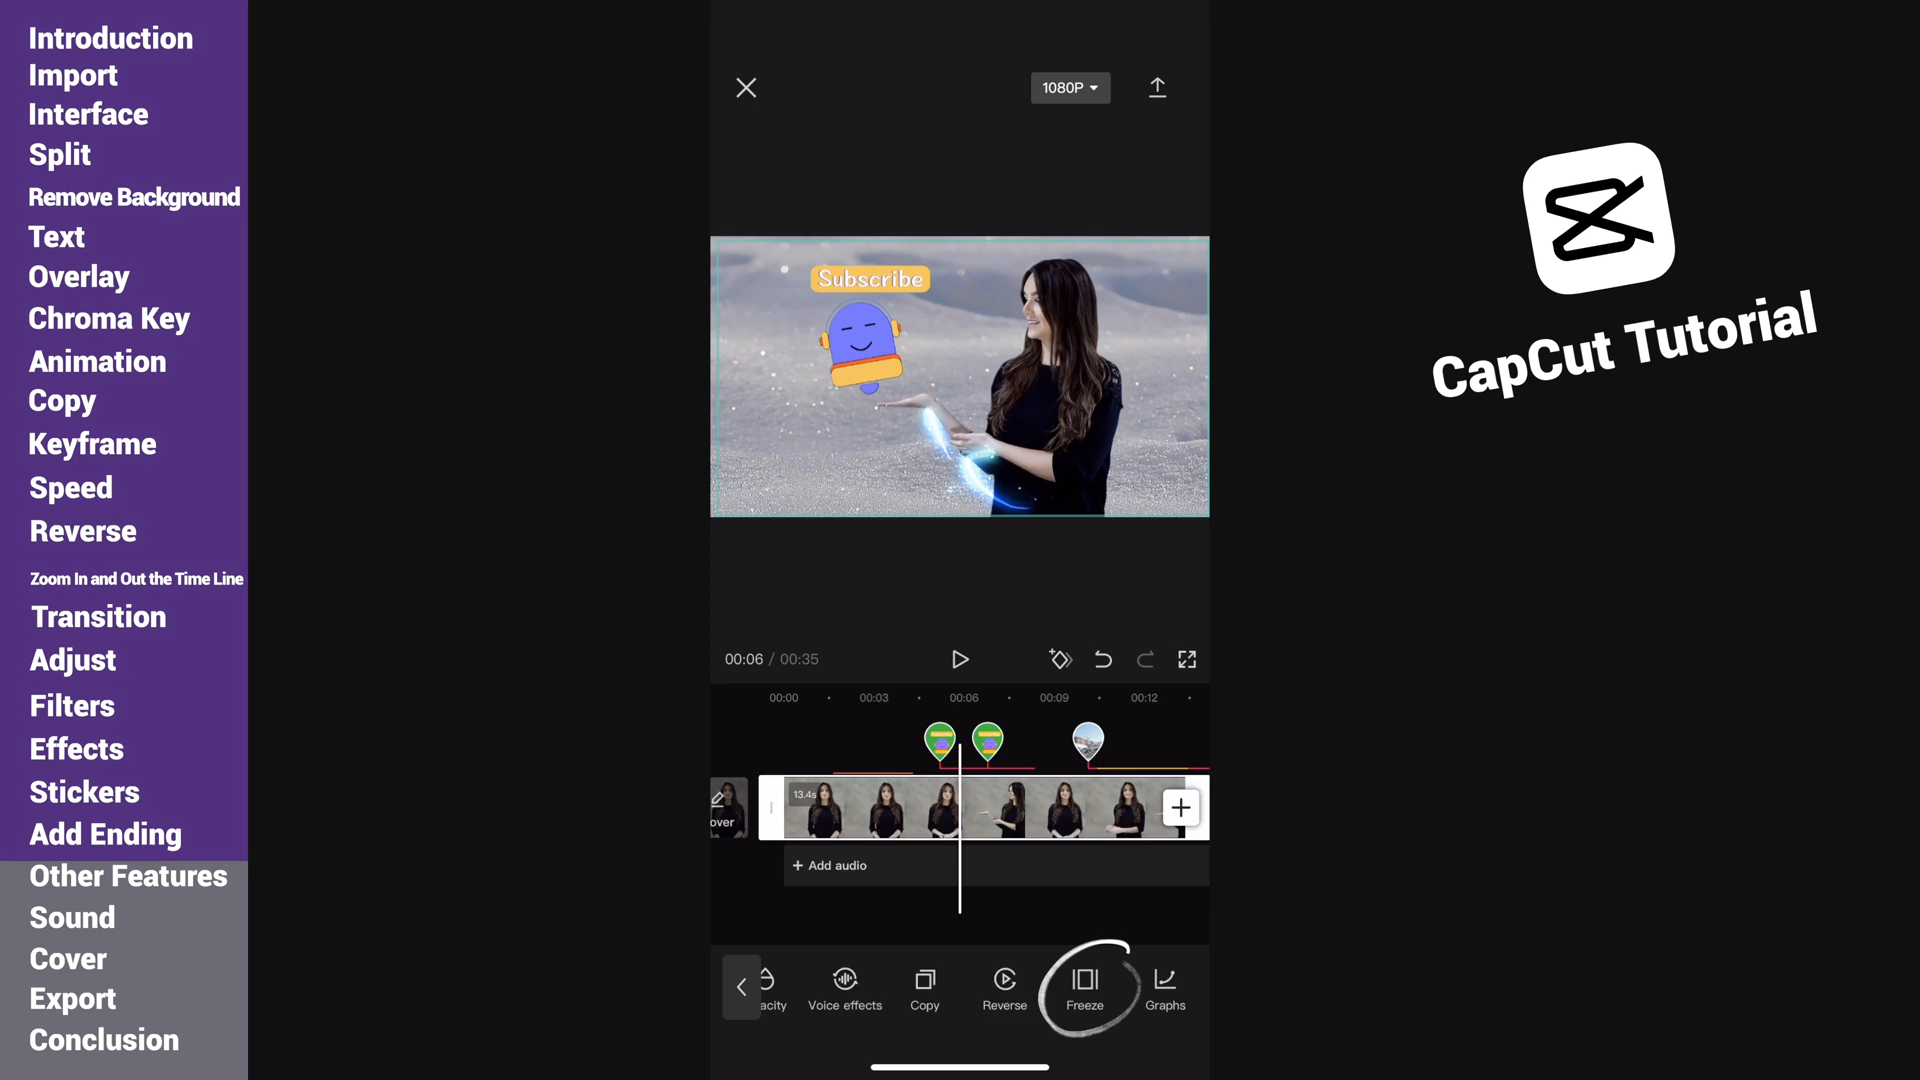 Introduction
Import
Interface
Split
Remove Background
Text
Overlay
Chroma Key
Animation
Copy
Keyframe
Speed
Reverse
Zoom In and Out the Time Line
Transition
Adjust
Filters
Effects
Stickers
Add Ending
Other Features
Sound
Cover
Export
Conclusion
1080P
Subscribe
00:06 / 00:35
00:00 00:03 00:06 00:09 00:12
13.4s
over
+ Add audio
acity Voice effects Copy Reverse Freeze Graphs
CapCut Tutorial